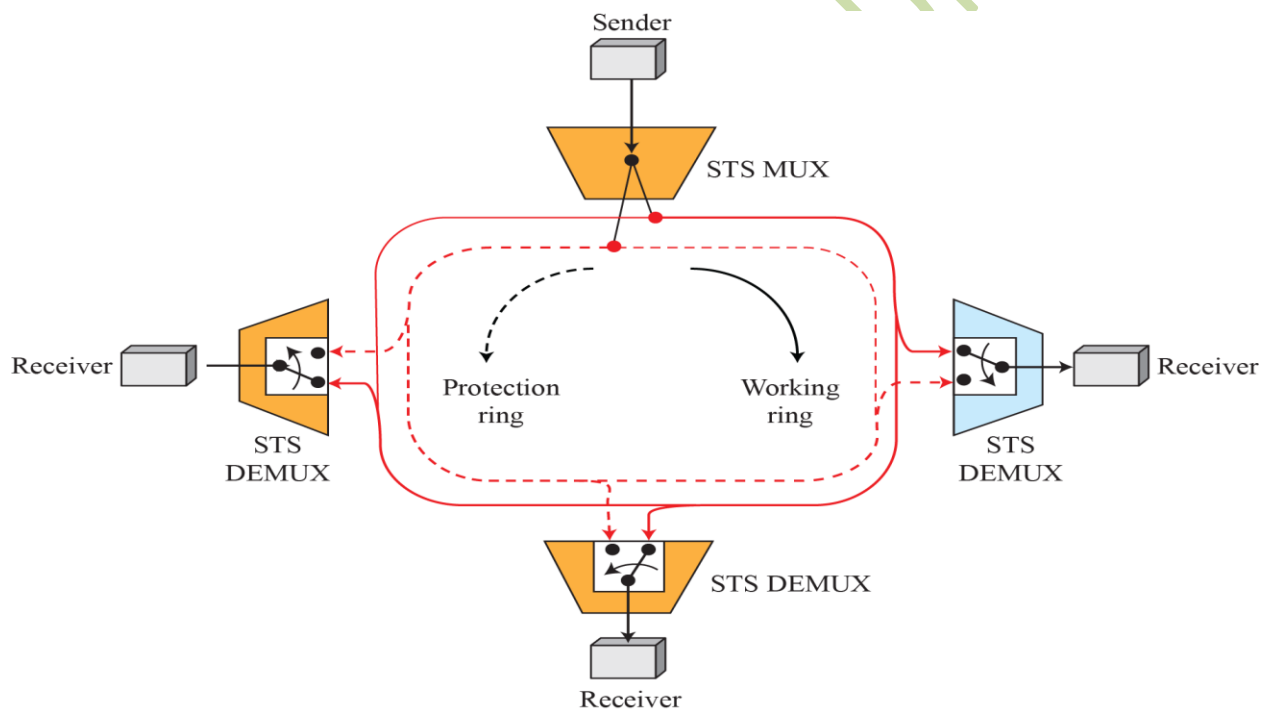 Sender
STS MUX
Receiver
Protection
ring
Working
ring
Receiver
STS
DEMUX
STS
DEMUX
STS DEMUX
Receiver